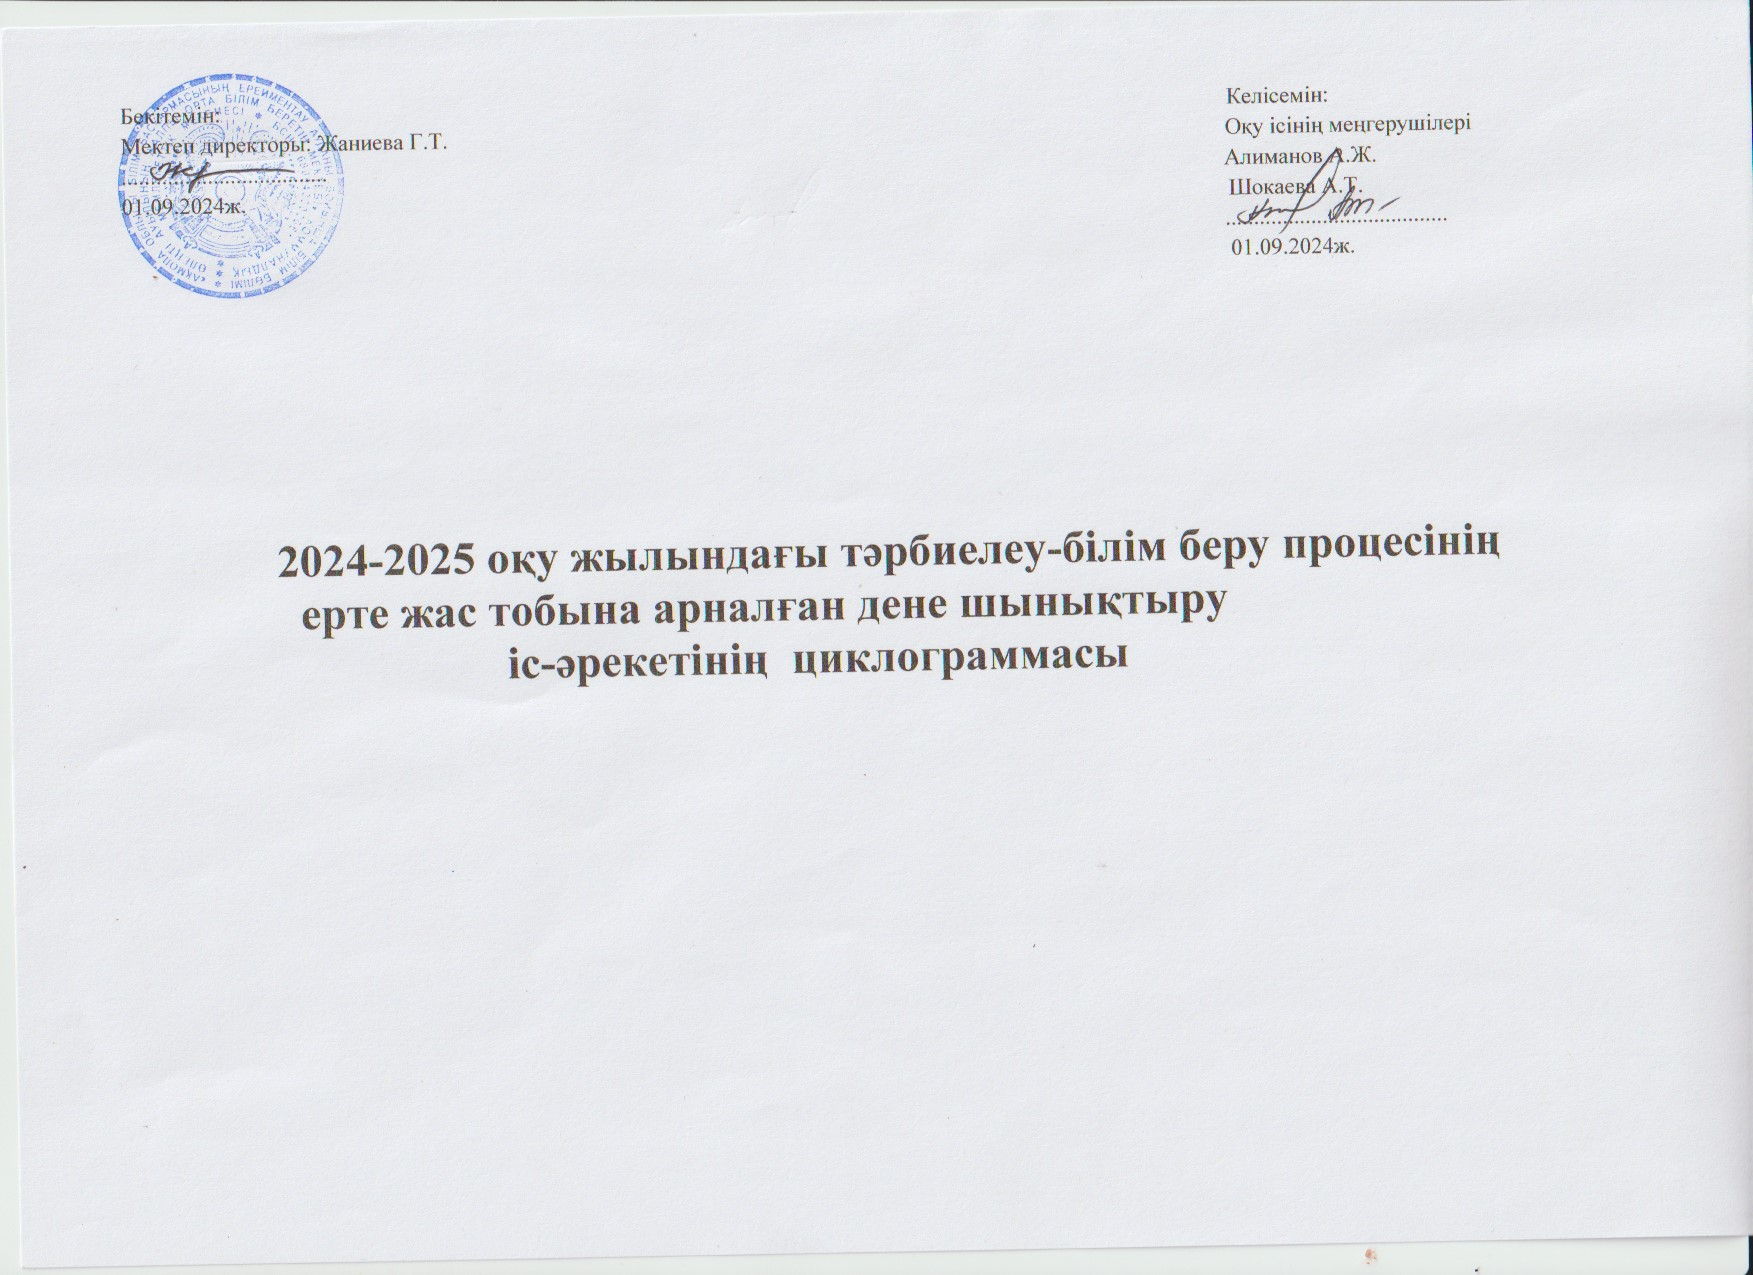 Бекітемін:
Мектеп директоры: Жаниева Г.Т.
01.09.2024ж.
Келісемін:
Оқу ісінің меңгерушілері
Алиманов А.Ж.
Шокаева А.Т.
01.09.2024ж.
2024-2025 оқу жылындағы тәрбиелеу-білім беру процесінің
ерте жас тобына арналған дене шынықтыру
іс-әрекетінің циклограммасы